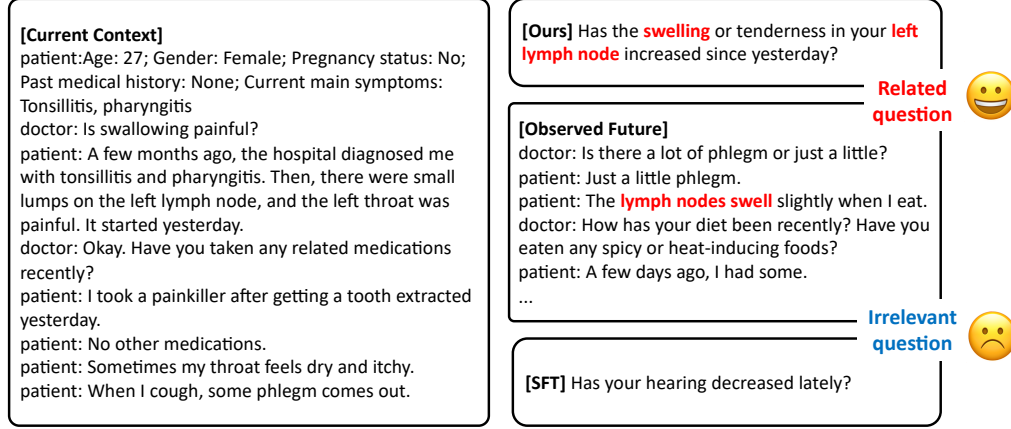 [Current Context]
patient:Age: 27; Gender: Female; Pregnancy status: No;
Past medical history: None; Current main symptoms:
Tonsillitis, pharyngitis
doctor: Is swallowing painful?
patient: A few months ago, the hospital diagnosed me
with tonsillitis and pharyngitis. Then, there were small
lumps on the left lymph node, and the left throat was
painful. It started yesterday.
doctor: Okay. Have you taken any related medications
recently?
patient: I took a painkiller after getting a tooth extracted
yesterday.
patient: No other medications.
patient: Sometimes my throat feels dry and itchy.
patient: When I cough, some phlegm comes out.
[Ours] Has the swelling or tenderness in your left
lymph node increased since yesterday?
Related
question
[Observed Future]
doctor: Is there a lot of phlegm or just a little?
patient: Just a little phlegm.
patient: The lymph nodes swell slightly when I eat.
doctor: How has your diet been recently? Have you
eaten any spicy or heat-inducing foods?
patient: A few days ago, I had some.
...
Irrelevant
question
[SFT] Has your hearing decreased lately?